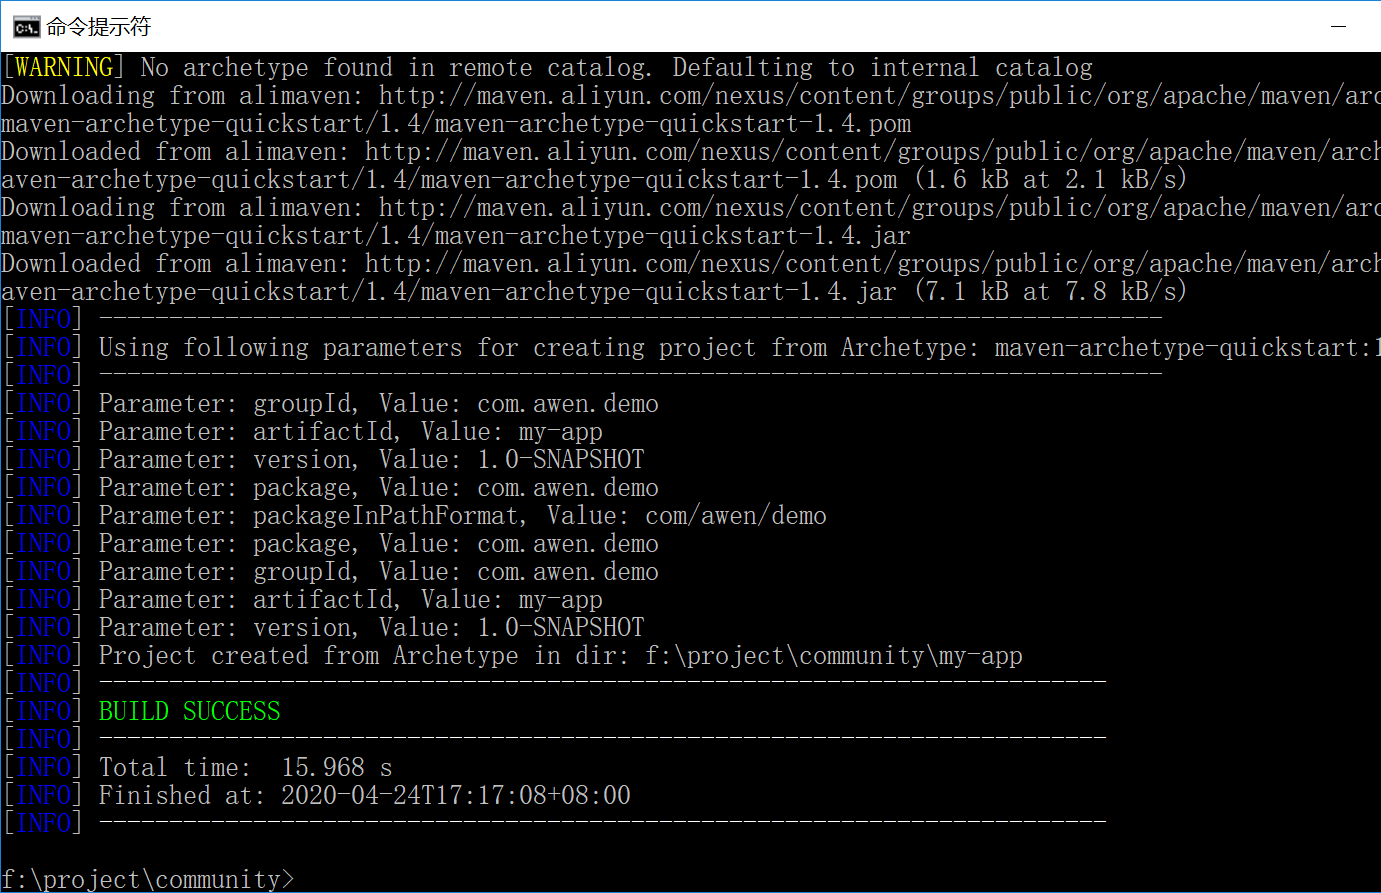 命令提示符
[WARNING] No archetype found in remote catalog. Defaulting to internal catalog
Downloading from alimaven: http://maven.aliyun.com/nexus/content/groups/public/org/apache/maven/arc
maven-archetype-quickstart/1.4/maven-archetype-quickstart-1.4.pom
Downloaded from alimaven: http://maven.aliyun.com/nexus/content/groups/public/org/apache/maven/arch
aven-archetype-quickstart/1.4/maven-archetype-quickstart-1.4.pom (1.6 kB at 2.1 kB/s)
Downloading from alimaven: http://maven.aliyun.com/nexus/content/groups/public/org/apache/maven/arc
maven-archetype-quickstart/1.4/maven-archetype-quickstart-1.4.jar
Downloaded from alimaven: http://maven.aliyun.com/nexus/content/groups/public/org/apache/maven/arch
aven-archetype-quickstart/1.4/maven-archetype-quickstart-1.4.jar (7.1 kB at 7.8 kB/s)
[INFO] ----------------------------------------------------------------------------
[INFO] Using following parameters for creating project from Archetype: maven-archetype-quickstart:1
[INFO] ----------------------------------------------------------------------------
[INFO] Parameter: groupId, Value: com.awen.demo
[INFO] Parameter: artifactId, Value: my-app
[INFO] Parameter: version, Value: 1.0-SNAPSHOT
[INFO] Parameter: package, Value: com.awen.demo
[INFO] Parameter: packageInPathFormat, Value: com/awen/demo
[INFO] Parameter: package, Value: com.awen.demo
[INFO] Parameter: groupId, Value: com.awen.demo
[INFO] Parameter: artifactId, Value: my-app
[INFO] Parameter: version, Value: 1.0-SNAPSHOT
[INFO] Project created from Archetype in dir: f:\project\community\my-app
[INFO] ------------------------------------------------------------------------
[INFO] BUILD SUCCESS
[INFO] ------------------------------------------------------------------------
[INFO] Total time:  15.968 s
[INFO] Finished at: 2020-04-24T17:17:08+08:00
[INFO] ------------------------------------------------------------------------
f:\project\community>